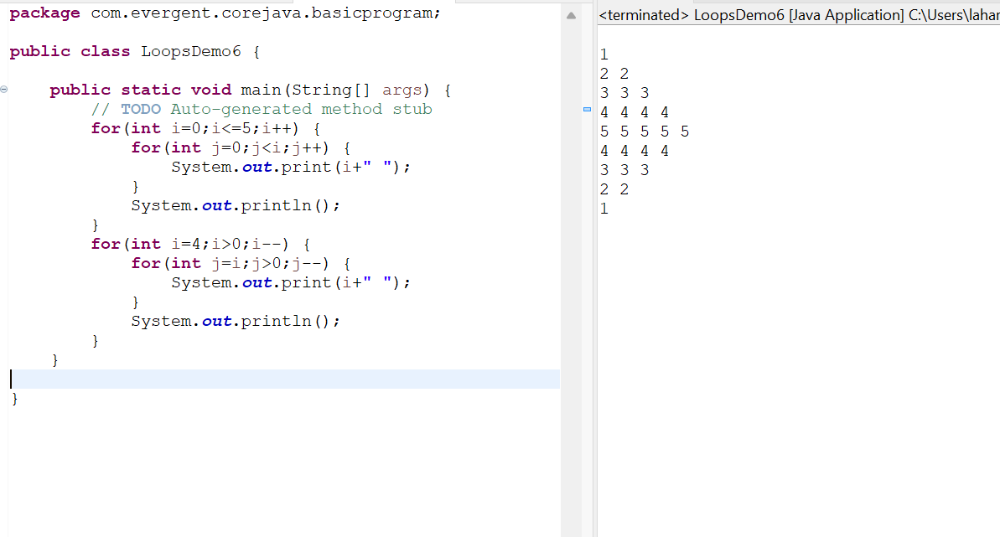 package com.evergent.corejava.basicprogram;
public class LoopsDemo6 {
public static void main(String[] args) {
// TODO Auto-generated method stub
for(int i=0;i<=5;i++) {
for(int j=0;j<i;j++) {
System.out.print(i+" ");
}
System.out.println();
}
for(int i=4;i>0;i--) {
for(int j=i;j>0;j--) {
System.out.print(i+" ");
}
System.out.println();
}
}
}
<terminated> LoopsDemo6 [Java Application] C:\Users\lahar
1
2 2
3 3 3
4 4 4 4
5 5 5 5 5
4 4 4 4
3 3 3
2 2
1